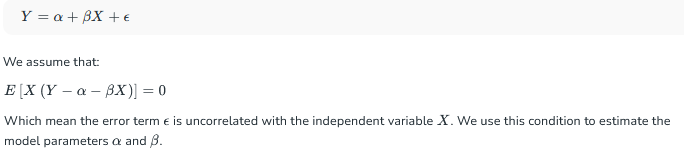 Y = α + βX + ϵ
We assume that:
E [X (Y − α − βX)] = 0
Which mean the error term ϵ is uncorrelated with the independent variable X. We use this condition to estimate the
model parameters α and β.